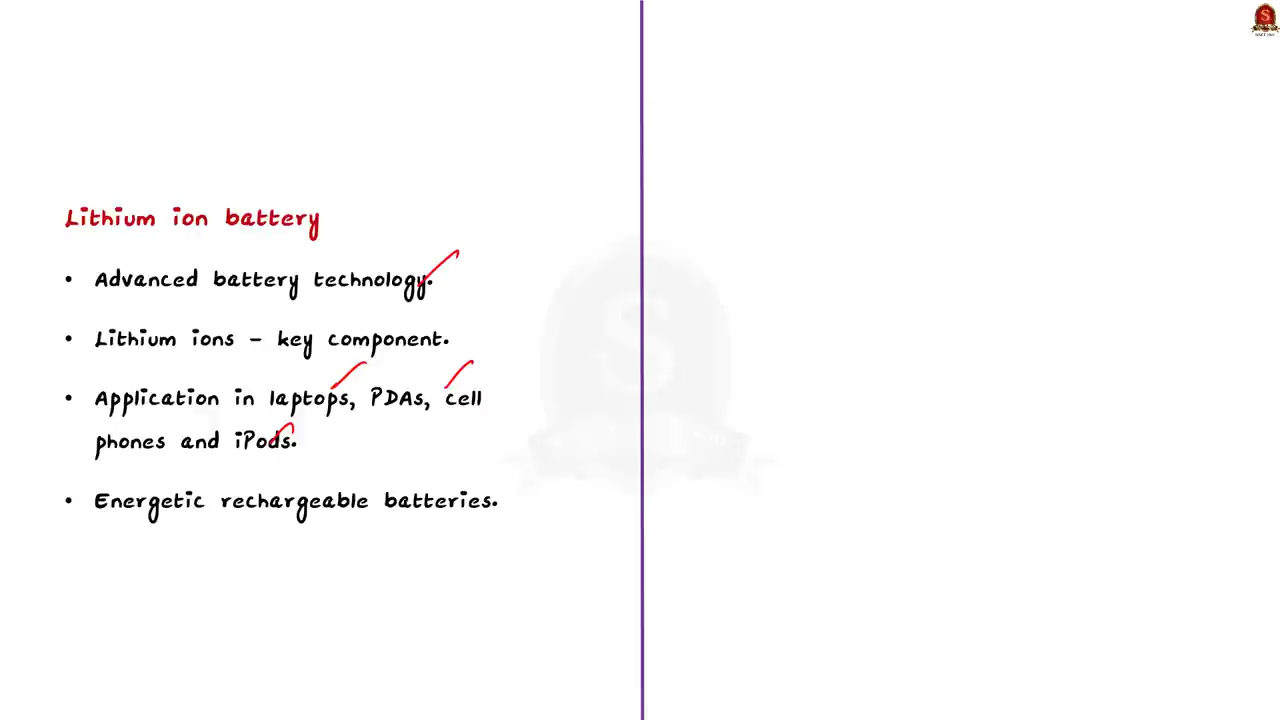 Lithium ion battery
• Advanced battery technology.
• Lithium ions - key component.
• Application in laptops, PDAs, cell
phones and iPods.
• Energetic rechargeable batteries.